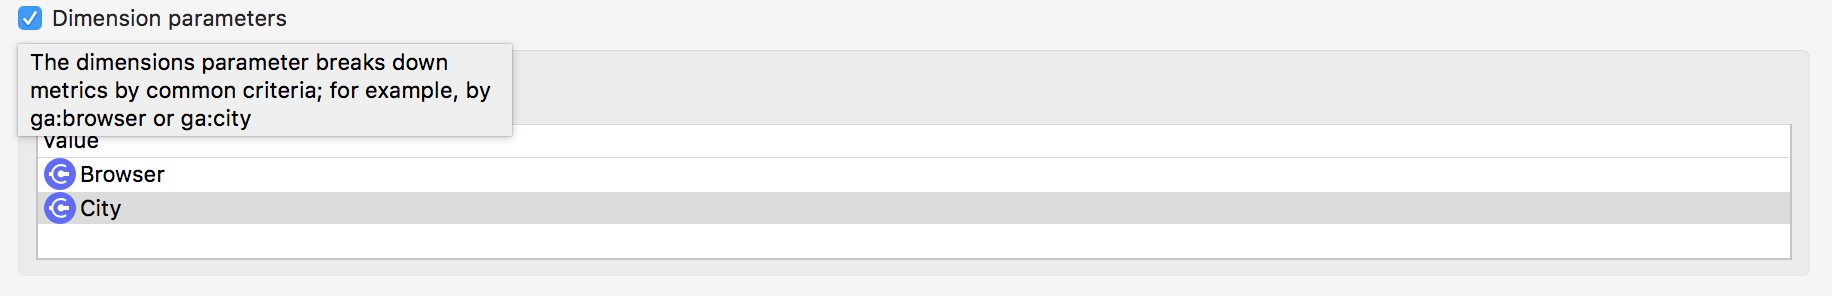 Dimension parameters
The dimensions parameter breaks down
metrics by common criteria; for example, by
ga:browser or ga:city
Value
Browser
City